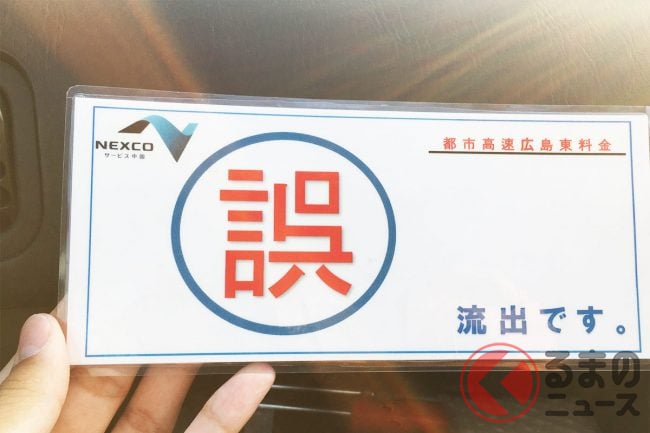 NEXCO
サービス中国
都市高速広島東料金
誤
流出です。
くるまの
ニュース